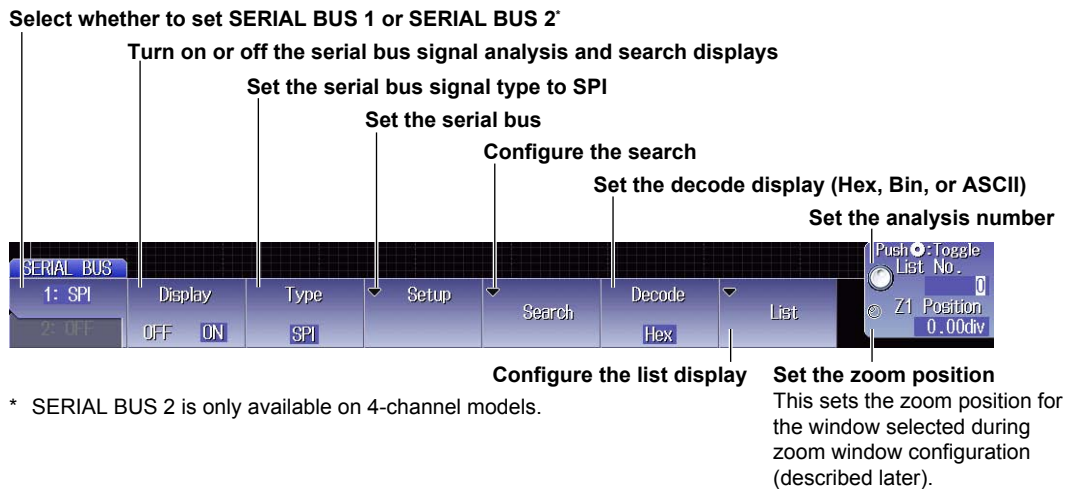 Select whether to set SERIAL BUS 1 or SERIAL BUS 2*
Turn on or off the serial bus signal analysis and search displays
Set the serial bus signal type to SPI
Set the serial bus
Configure the search
Set the decode display (Hex, Bin, or ASCII)
Set the analysis number
SERIAL BUS
1: SPI
2: OFF
Display
OFF ON
Type
SPI
Setup
Search
Decode
Hex
List
Push :Toggle
List No.
0
Z1 Position
0.00div
Configure the list display
Set the zoom position
This sets the zoom position for
the window selected during
zoom window configuration
(described later).
* SERIAL BUS 2 is only available on 4-channel models.